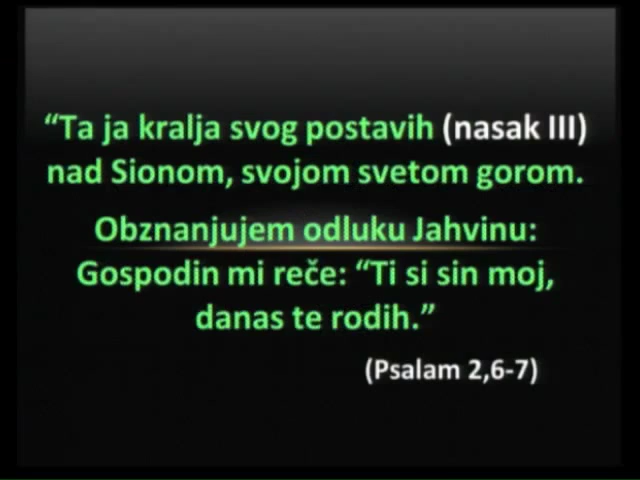 “Ta ja kralja svog postavih (nasak III)
nad Sionom, svojom svetom gorom.
Obznanjujem odluku Jahvinu:
Gospodin mi reče: “Ti si sin moj,
danas te rodih.”
(Psalam 2,6-7)